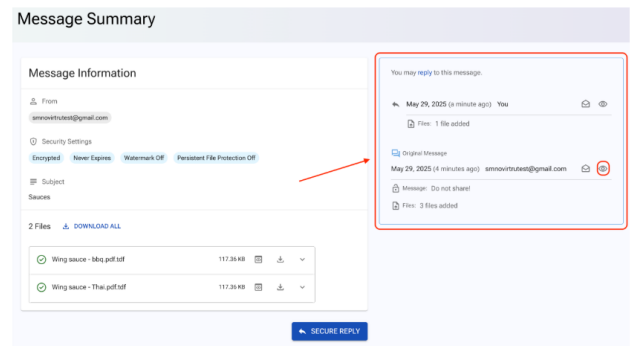 Message Summary
Message Information
From
smnovirtrutest@gmail.com
Security Settings
Encrypted Never Expires Watermark Off Persistent File Protection Off
Subject
Sauces
2 Files DOWNLOAD ALL
Wing sauce - bbq.pdf.tdf 117.36 KB
Wing sauce - Thai.pdf.tdf 117.36 KB
SECURE REPLY
You may reply to this message.
May 29, 2025 (a minute ago) You
Files: 1 file added
Original Message
May 29, 2025 (4 minutes ago) smnovirtrutest@gmail.com
Message: Do not share!
Files: 3 files added